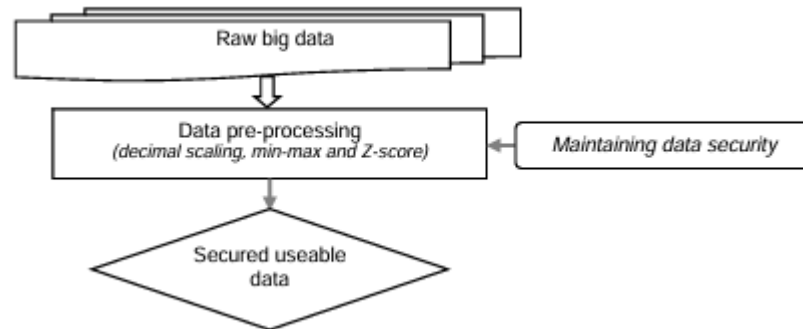 Raw big data
Data pre-processing
(decimal scaling, min-max and Z-score)
Maintaining data security
Secured useable
data